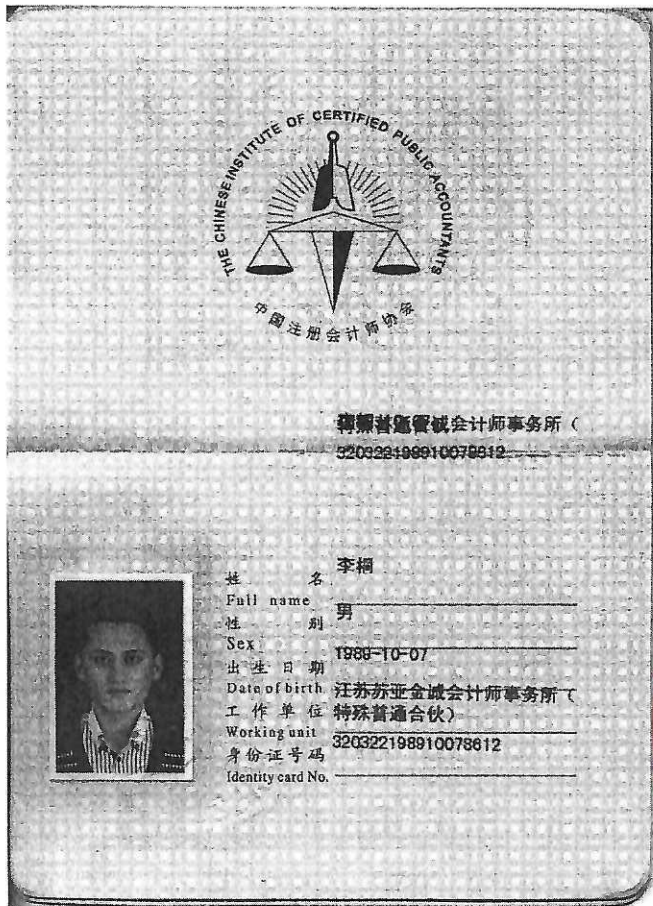 THE CHINESE INSTITUTE OF CERTIFIED PUBLIC ACCOUNTANTS
中国注册会计师协会
会计师事务所（
320322198910078612
姓 名 李桐
Full name
性 别 男
Sex
出生日期 1989-10-07
Date of birth
工作单位 江苏苏亚金诚会计师事务所（
特殊普通合伙）
Working unit
身份证号码 320322198910078612
Identity card No.